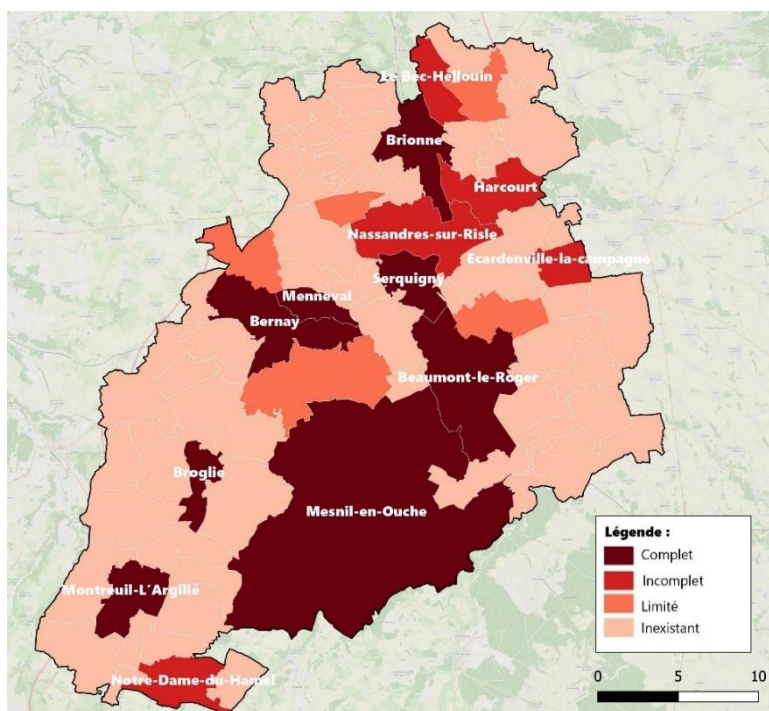 Le Bec-Hellouin
Brionne
Harcourt
Nassandres-sur-Risle
Ecardenville-la-campagne
Serquigny
Menneval
Bernay
Beaumont-le-Roger
Broglie
Mesnil-en-Ouche
Montreuil-L'Argillé
Notre-Dame-du-Hamel
Légende :
Complet
Incomplet
Limité
Inexistant
0 5 10